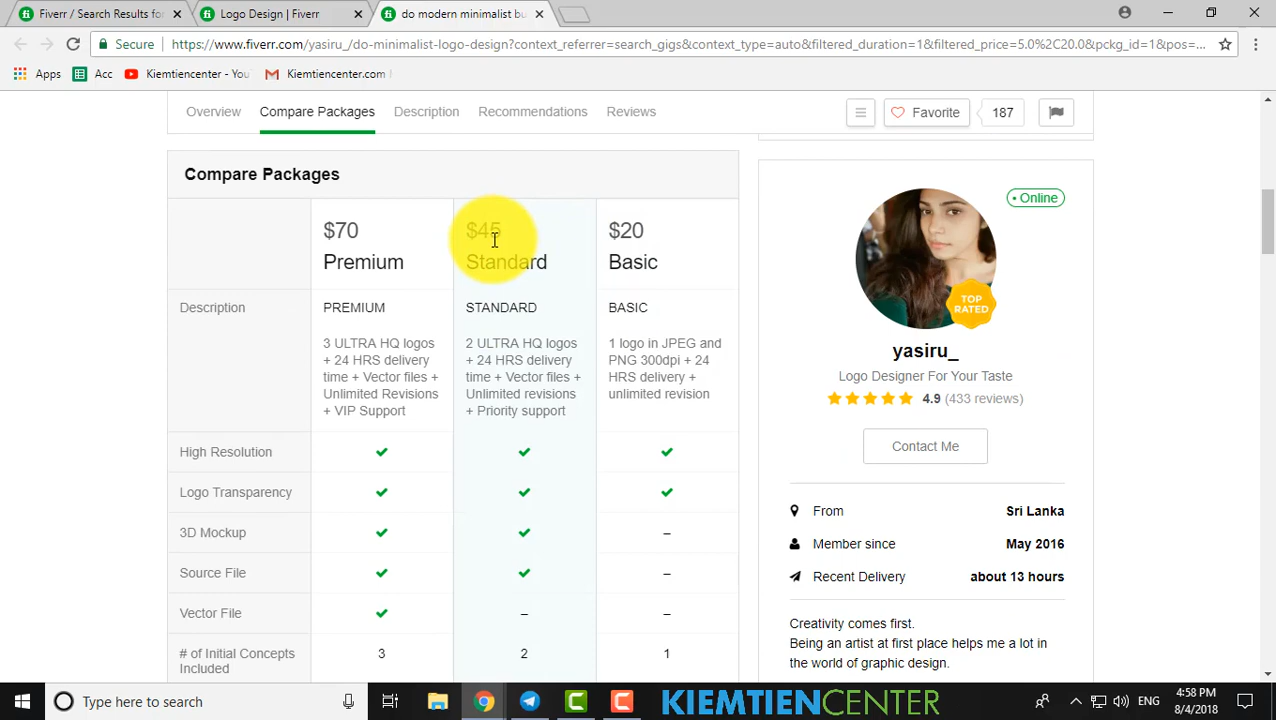 Fiverr / Search Results fo
Logo Design | Fiverr
do modern minimalist bu
Secure
https://www.fiverr.com/yasiru_/do-minimalist-logo-design?context_referrer=search_gigs&context_type=auto&filtered_duration=1&filtered_price=5.0%2C20.0&pckg_id=1&pos=...
Apps
Acc
Kiemtiencenter - You
Kiemtiencenter.com
Overview
Compare Packages
Description
Recommendations
Reviews
Favorite
187
Compare Packages
$70
$45
$20
Premium
Standard
Basic
Description
PREMIUM
STANDARD
BASIC
3 ULTRA HQ logos
+ 24 HRS delivery
time + Vector files +
Unlimited Revisions
+ VIP Support
2 ULTRA HQ logos
+ 24 HRS delivery
time + Vector files +
Unlimited revisions
+ Priority support
1 logo in JPEG and
PNG 300dpi + 24
HRS delivery +
unlimited revision
High Resolution
Logo Transparency
3D Mockup
– 
Source File
–
Vector File
– –
# of Initial Concepts
Included
3 2 1
• Online
TOP
RATED
yasiru_
Logo Designer For Your Taste
4.9 (433 reviews)
Contact Me
From Sri Lanka
Member since May 2016
Recent Delivery about 13 hours
Creativity comes first.
Being an artist at first place helps me a lot in
the world of graphic design.
Type here to search
KIEMTIENCENTER
ENG
4:58 PM
8/4/2018